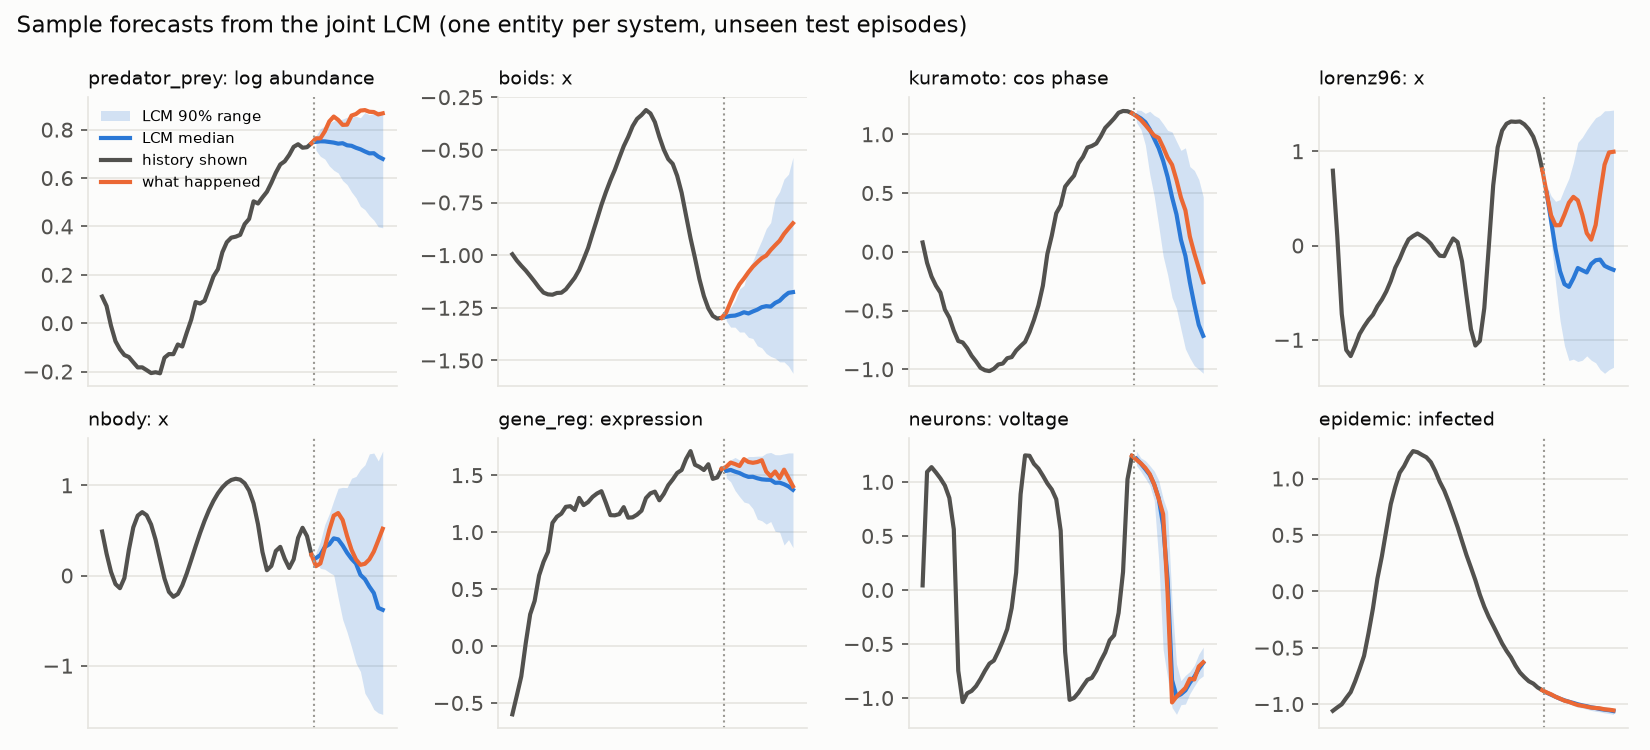 Sample forecasts from the joint LCM (one entity per system, unseen test episodes)
predator_prey: log abundance
0.8
0.6
0.4
0.2
0.0
−0.2
LCM 90% range
LCM median
history shown
what happened
boids: x
−0.25
−0.50
−0.75
−1.00
−1.25
−1.50
kuramoto: cos phase
1.0
0.5
0.0
−0.5
−1.0
lorenz96: x
1
0
−1
nbody: x
1
0
−1
gene_reg: expression
1.5
1.0
0.5
0.0
−0.5
neurons: voltage
1.0
0.5
0.0
−0.5
−1.0
epidemic: infected
1.0
0.5
0.0
−0.5
−1.0